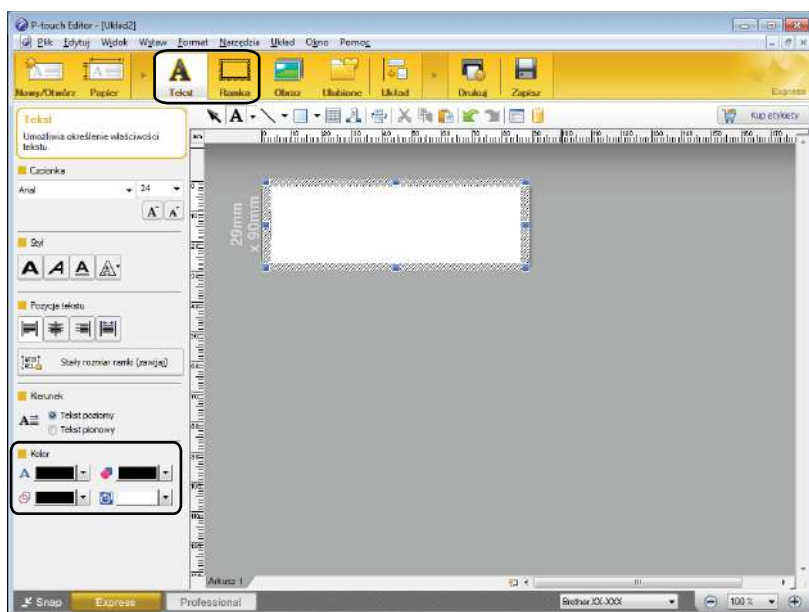 P-touch Editor - [Układ2]
Plik Edytuj Widok Wstaw Format Narzędzia Układ Okno Pomoc
Nowy/Otwórz Papier Tekst Ramka Obraz Ulubione Układ Drukuj Zapisz Express
Tekst
Umożliwia określenie właściwości
tekstu.
Kup etykiety
Czcionka
Arial 24
A A
Styl
A A A A
Pozycja tekstu
Stały rozmiar ramki (zawijaj)
Kierunek
Tekst poziomy
Tekst pionowy
Kolor
29mm
x 90mm
Arkusz 1
Snap Express Professional Brother XX-XXX 100 %